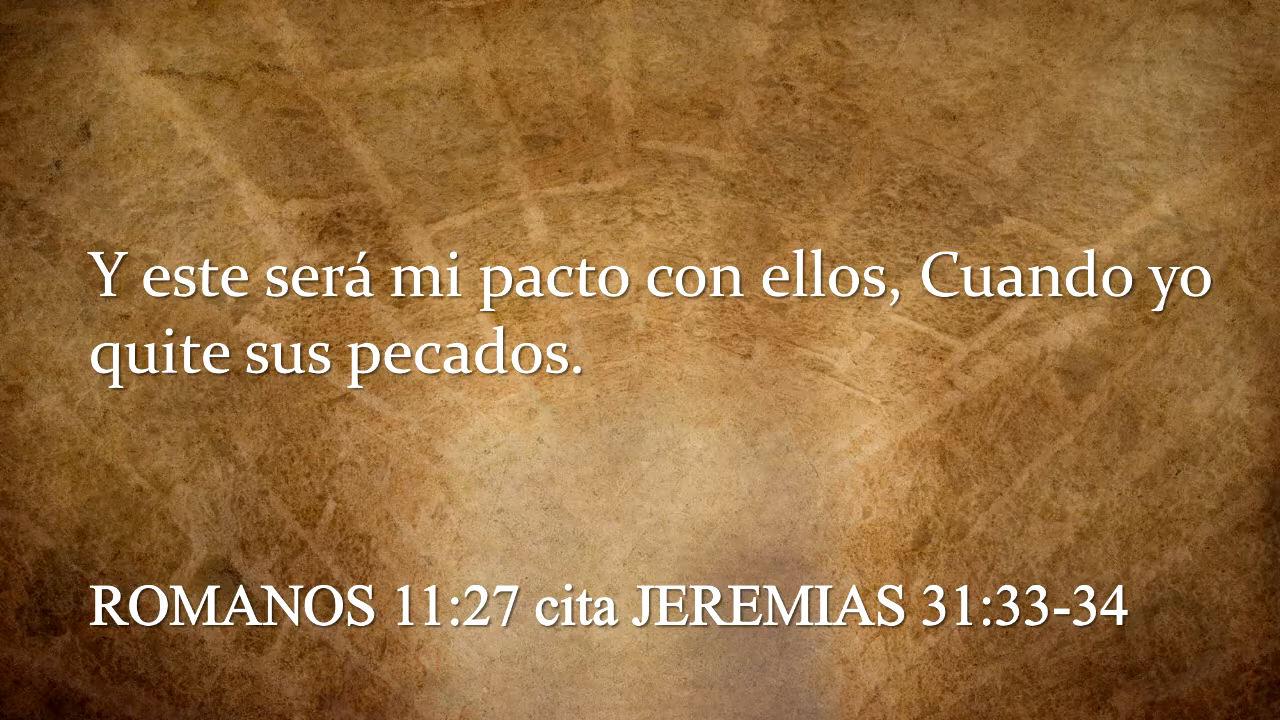 Y este será mi pacto con ellos, Cuando yo
quite sus pecados.
ROMANOS 11:27 cita JEREMIAS 31:33-34